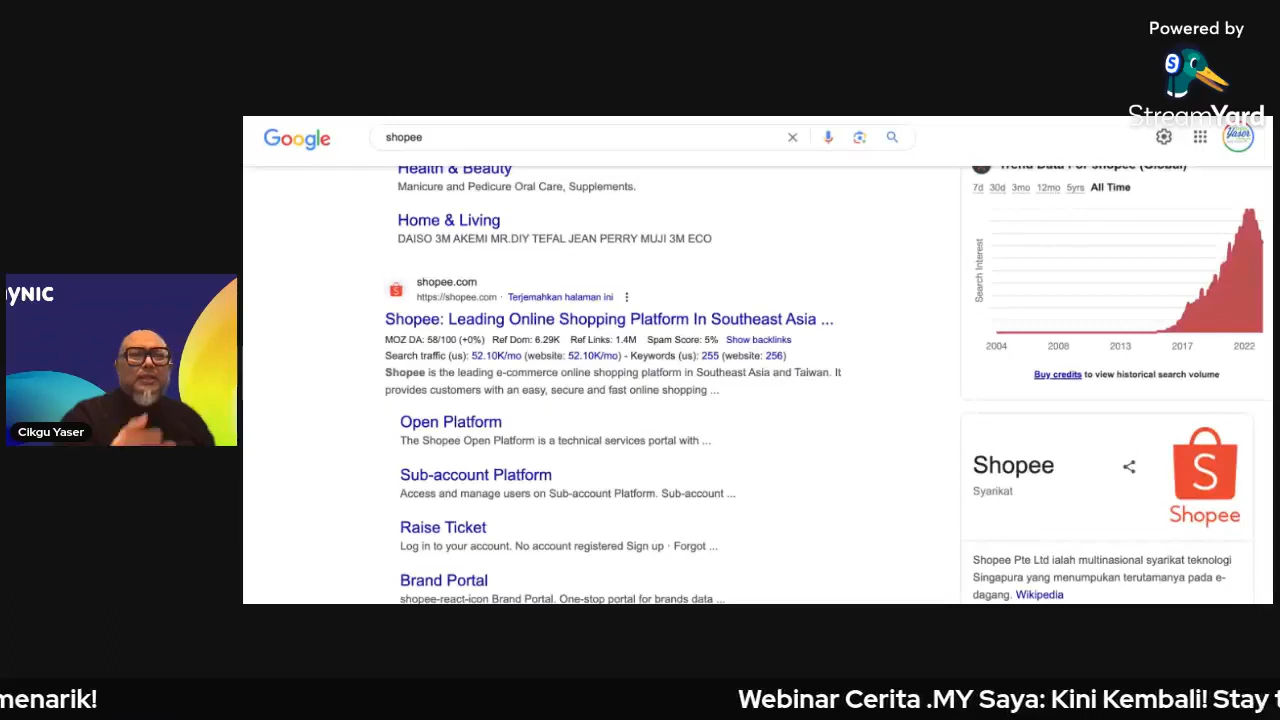 Powered by
StreamYard
Google
shopee
Health & Beauty
Manicure and Pedicure Oral Care, Supplements.
Home & Living
DAISO 3M AKEMI MR.DIY TEFAL JEAN PERRY MUJI 3M ECO
shopee.com
https://shopee.com · Terjemahkan halaman ini
Shopee: Leading Online Shopping Platform In Southeast Asia ...
MOZ DA: 58/100 (+0%) Ref Dom: 6.29K Ref Links: 1.4M Spam Score: 5% Show backlinks
Search traffic (us): 52.10K/mo (website: 52.10K/mo) - Keywords (us): 255 (website: 256)
Shopee is the leading e-commerce online shopping platform in Southeast Asia and Taiwan. It
provides customers with an easy, secure and fast online shopping ...
Open Platform
The Shopee Open Platform is a technical services portal with ...
Sub-account Platform
Access and manage users on Sub-account Platform. Sub-account ...
Raise Ticket
Log in to your account. No account registered Sign up · Forgot ...
Brand Portal
shopee-react-icon Brand Portal. One-stop portal for brands data ...
Trend Data For shopee (Global)
7d 30d 3mo 12mo 5yrs All Time
Search Interest
2004 2008 2013 2017 2022
Buy credits to view historical search volume
Shopee
Syarikat
S
Shopee
Shopee Pte Ltd ialah multinasional syarikat teknologi
Singapura yang menumpukan terutamanya pada e-
dagang. Wikipedia
YNIC
Cikgu Yaser
menarik!
Webinar Cerita .MY Saya: Kini Kembali! Stay t